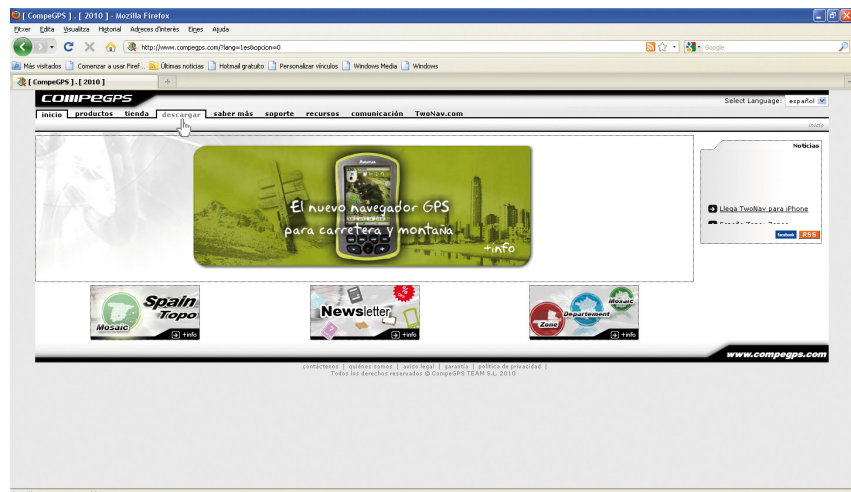 [ CompeGPS ] . [ 2010 ] - Mozilla Firefox
Fitxer Edita Visualitza Historial Adreces d'interès Eines Ajuda
http://www.compegps.com/?lang=1es&opcion=0
Google
Más visitados Comenzar a usar Firef... Últimas noticias Hotmail gratuito Personalizar vínculos Windows Media Windows
[ CompeGPS ] . [ 2010 ]
COMPEGPS
Select Language: español
inicio productos tienda descargar saber más soporte recursos comunicación TwoNav.com
inicio
Noticias
El nuevo navegador GPS
para carretera y montaña
+info
Llega TwoNav para iPhone
facebook RSS
Spain
Topo
Mosaic
+info
Newsletter
+info
Mosaic
Departement
Zone
+info
www.compegps.com
contáctenos | quiénes somos | aviso legal | garantía | política de privacidad |
Todos los derechos reservados © CompeGPS TEAM S.L. 2010